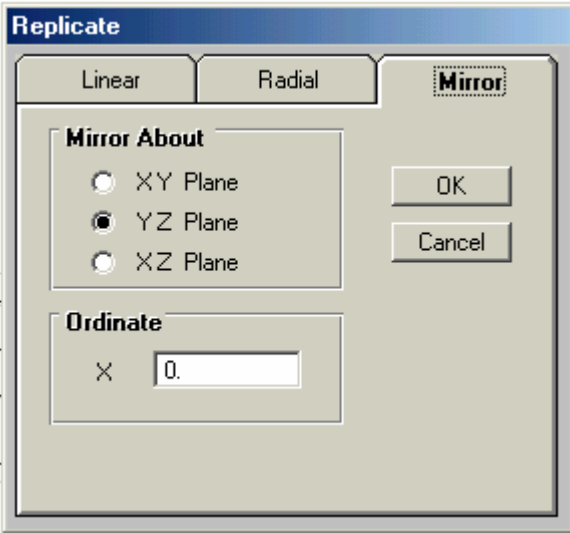 Replicate
Linear Radial Mirror
Mirror About
XY Plane
YZ Plane
XZ Plane
OK
Cancel
Ordinate
X 0.